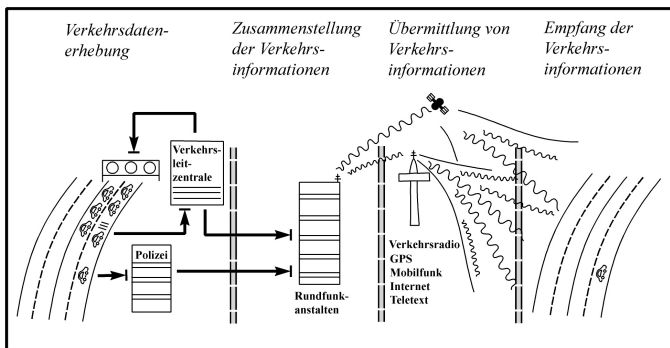 Verkehrsdaten-
erhebung
Zusammenstellung
der Verkehrs-
informationen
Übermittlung von
Verkehrs-
informationen
Empfang der
Verkehrs-
informationen
Verkehrs-
leit-
zentrale
Polizei
Rundfunk-
anstalten
Verkehrsradio
GPS
Mobilfunk
Internet
Teletext